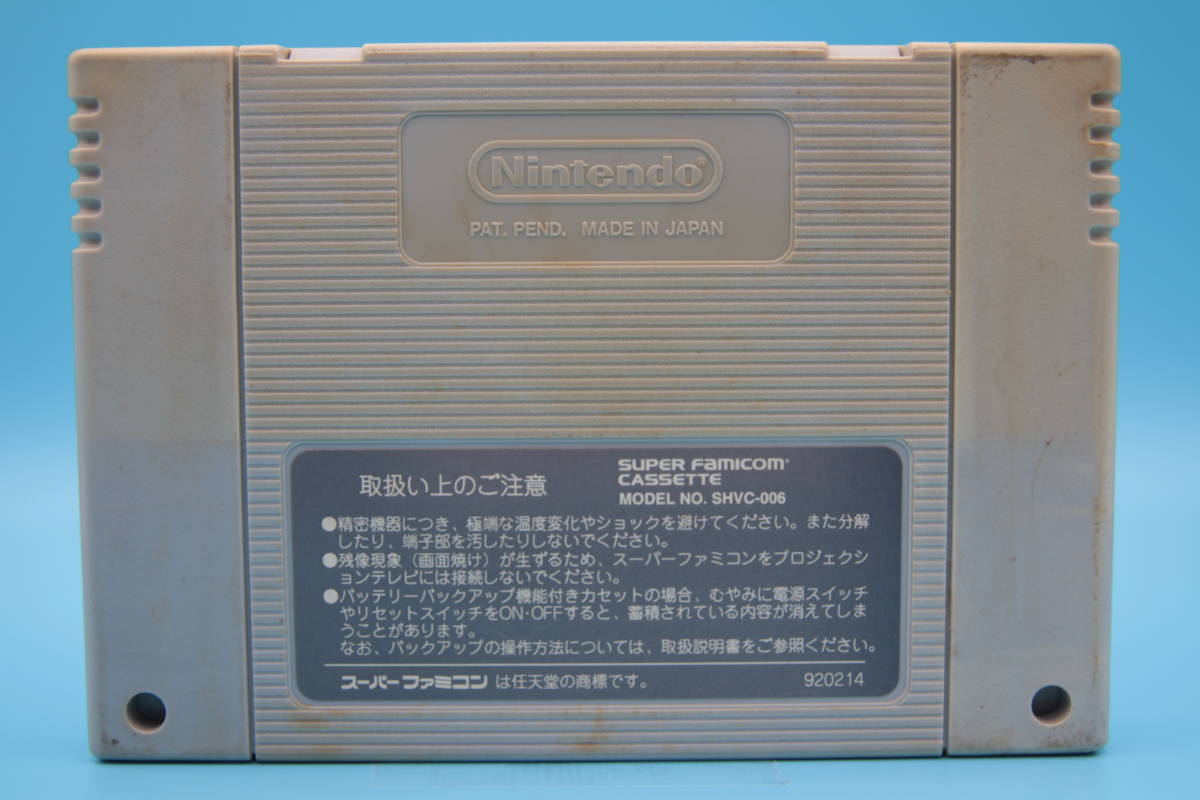 Nintendo®
PAT. PEND. MADE IN JAPAN
取扱い上のご注意
SUPER FAMICOM
CASSETTE
MODEL NO. SHVC-006
●精密機器につき、極端な温度変化やショックを避けてください。また分解
したり、端子部を汚したりしないでください。
●残像現象（画面焼け）が生ずるため、スーパーファミコンをプロジェクシ
ョンテレビには接続しないでください。
●バッテリーバックアップ機能付きカセットの場合、むやみに電源スイッチ
やリセットスイッチをON・OFFすると、蓄積されている内容が消えてしま
うことがあります。
なお、バックアップの操作方法については、取扱説明書をご参照ください。
スーパーファミコン は任天堂の商標です。 920214